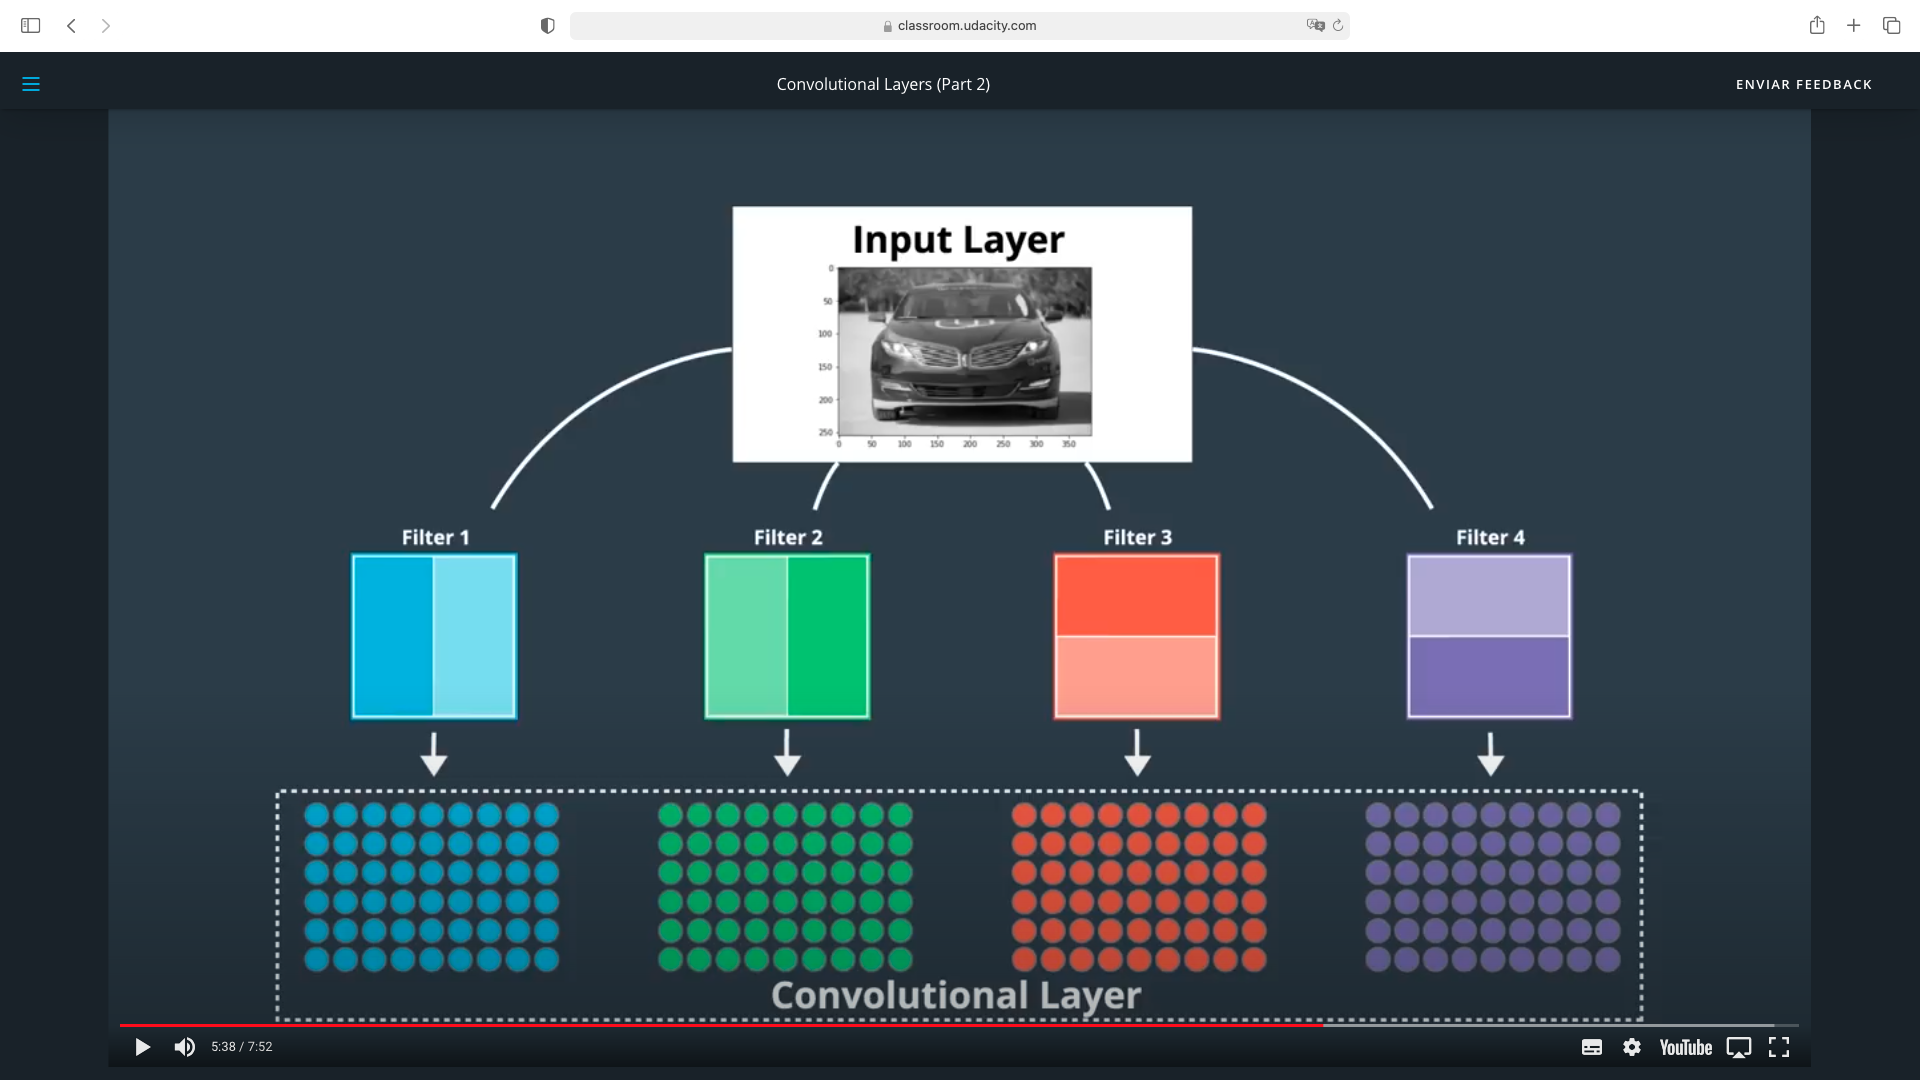 classroom.udacity.com
Convolutional Layers (Part 2)
ENVIAR FEEDBACK
Input Layer
0
50
100
150
200
250
0 50 100 150 200 250 300 350
Filter 1 Filter 2 Filter 3 Filter 4
Convolutional Layer
5:38 / 7:52
YouTube